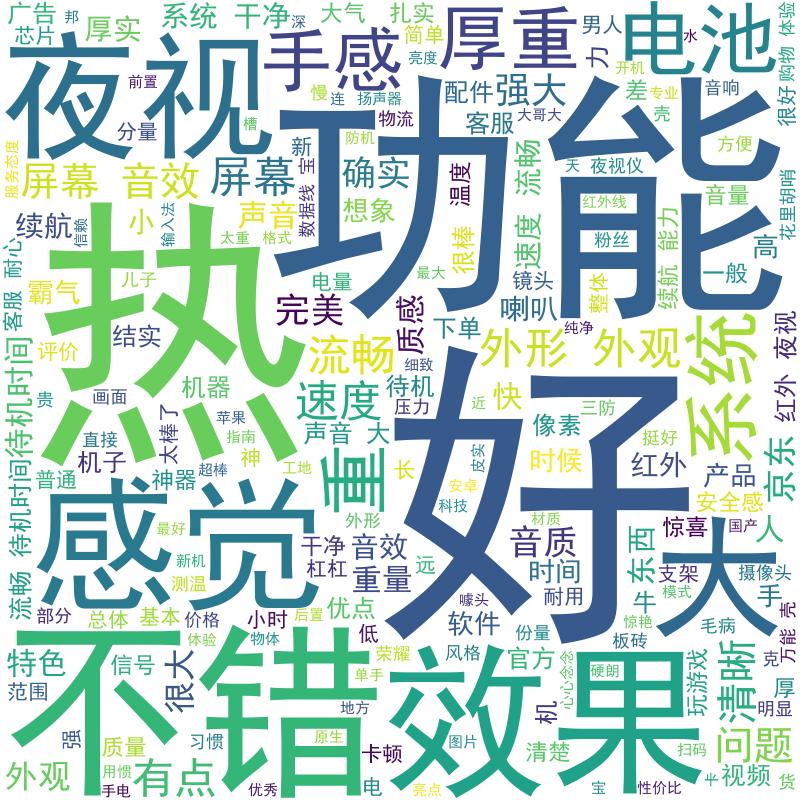 广告
邦
系统
干净
大气
深
扎实
厚重
男人
电池
水
体验
芯片
厚实
手感
简单
亮度
力
开机
购物
夜视
前置
慢
连
扬声器
配件
强大
差
专业
音响
很好
分量
槽
物流
客服
大哥大
壳
方便
服务态度
屏幕
音效
屏幕
新
宝
防机
功能
流畅
天
夜视仪
音量
花里胡哨
数据线
确实
温度
红外线
续航
小
声音
想象
很棒
速度
粉丝
能力
高
信赖
输入法
太重
格式
耐心
客服
霸气
儿子
热
电量
最大
镜头
整体
续航
一般
结实
完美
质感
下单
喇叭
纯净
评价
流畅
细致
外形
外观
系统
夜视
红外
待机时间
贵
画面
机器
速度
待机
压力
快
近
三防
像素
直接
苹果
太棒了
指南
声音
大
皮实
挺好
待机时间
普通
机子
神器
超棒
神
重
长
安卓
时候
红外
产品
京东
工地
科技
安全感
感觉
最好
外形
好
材质
惊喜
国产
人
流畅
新机
干净
音效
远
音质
东西
大
测温
杠杠
重量
时间
支架
摄像头
部分
总体
基本
价格
小时
后置
优点
低
噱头
软件
耐用
牛
惊艳
模式
手
万能
壳
不错
体验
物体
份量
板砖
毛病
特色
信号
很大
荣耀
效果
风格
官方
心心念念
硬朗
玩游戏
清晰
克
厚
范围
单手
地方
机
明显
强
质量
习惯
原生
卡顿
图片
清楚
扫码
问题
外观
用惯
手电
有点
优秀
电
亮点
宝
性价比
半
视频
货